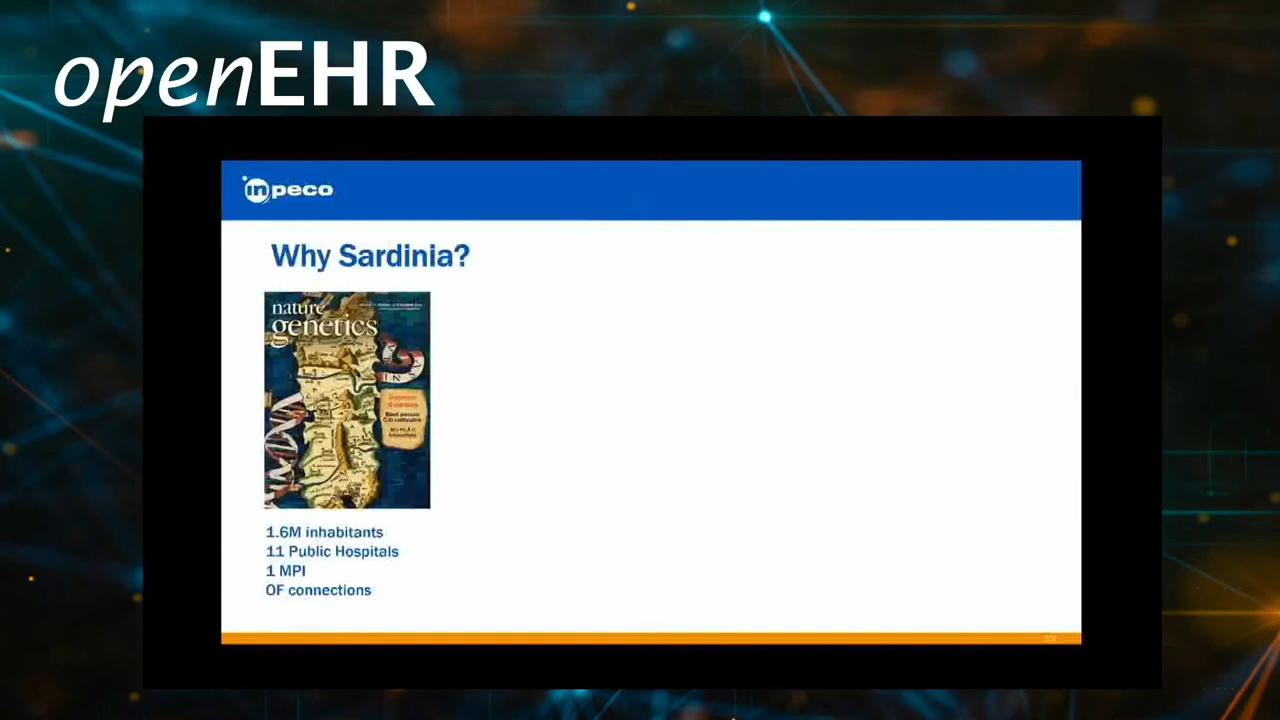 openEHR
inpeco
Why Sardinia?
nature
genetics
1.6M inhabitants
11 Public Hospitals
1 MPI
OF connections